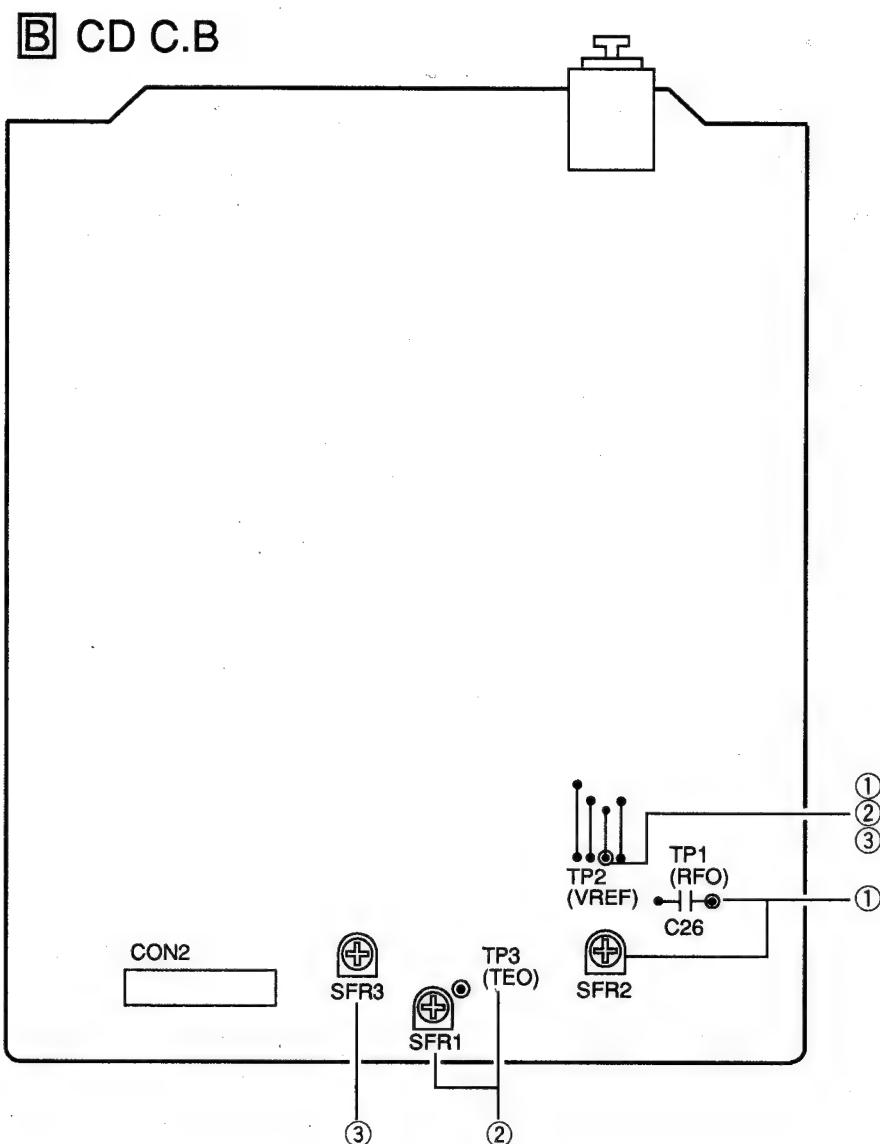 B CD C.B
①
②
③
TP1
(RFO)
TP2
(VREF)
①
C26
CON2
SFR3
TP3
(TEO)
SFR2
SFR1
③
②